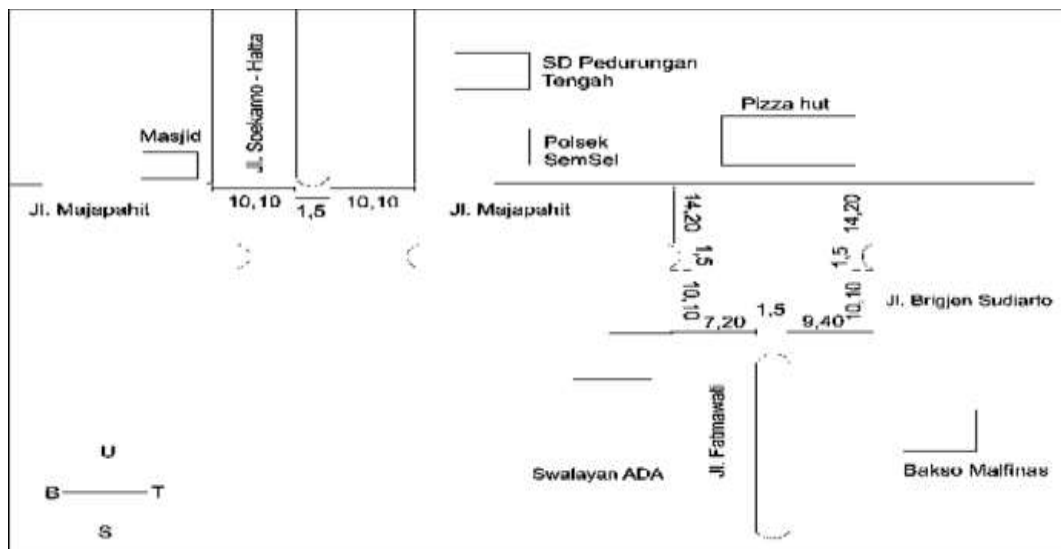 Jl. Soekarno - Hatta
SD Pedurungan
Tengah
Pizza hut
Masjid
Polsek
SemSel
Jl. Majapahit
10,10
1,5
10,10
Jl. Majapahit
14,20
14,20
1,5
1,5
10,10
10,10
Jl. Brigjen Sudiarto
7,20
1,5
9,40
Jl. Fatmawati
U
B
T
S
Swalayan ADA
Bakso Malfinas